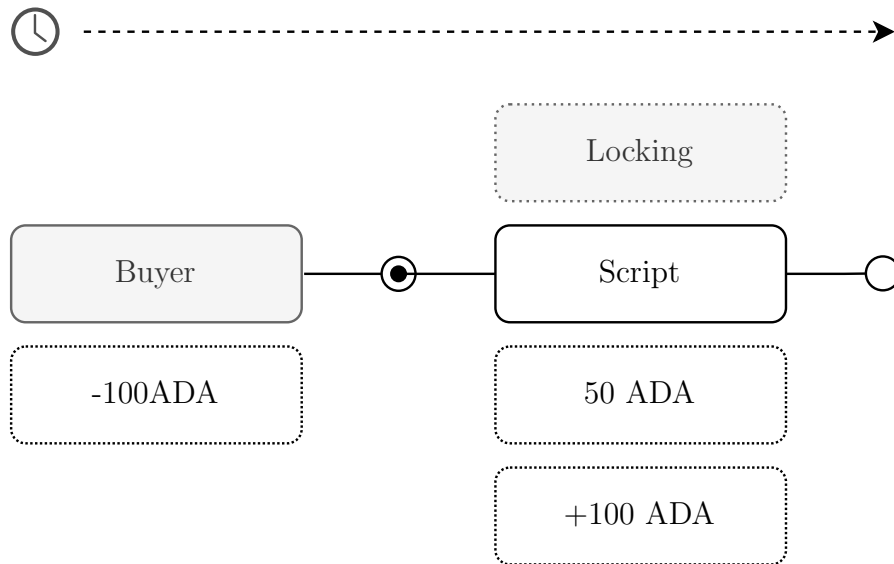 Locking
Buyer
Script
-100ADA
50 ADA
+100 ADA